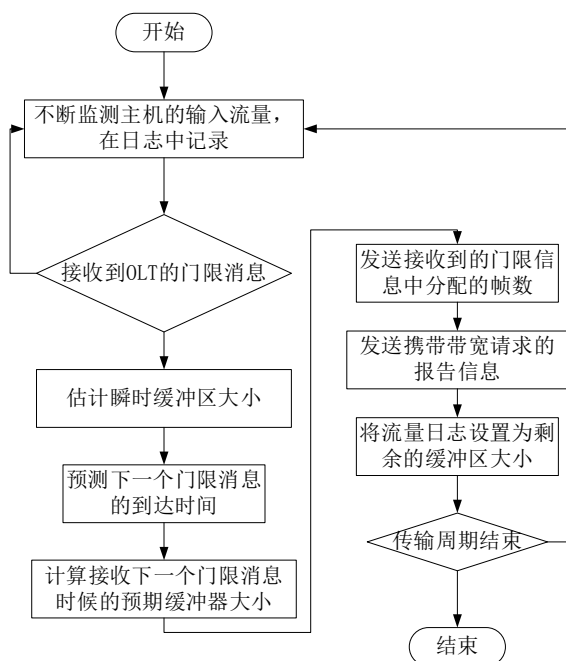 开始
不断监测主机的输入流量，
在日志中记录
接收到OLT的门限消息
估计瞬时缓冲区大小
预测下一个门限消息
的到达时间
计算接收下一个门限消息
时候的预期缓冲器大小
发送接收到的门限信
息中分配的帧数
发送携带带宽请求的
报告信息
将流量日志设置为剩
余的缓冲区大小
传输周期结束
结束